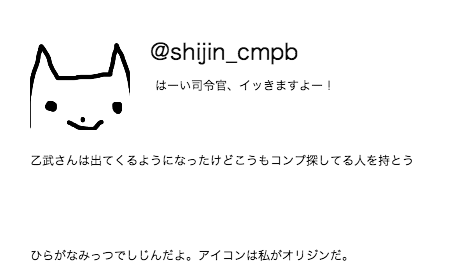 @shijin_cmpb
はーい司令官、イッきますよー！
乙武さんは出てくるようになったけどこうもコンプ探してる人を持とう
ひらがなみっつでしじんだよ。アイコンは私がオリジンだ。